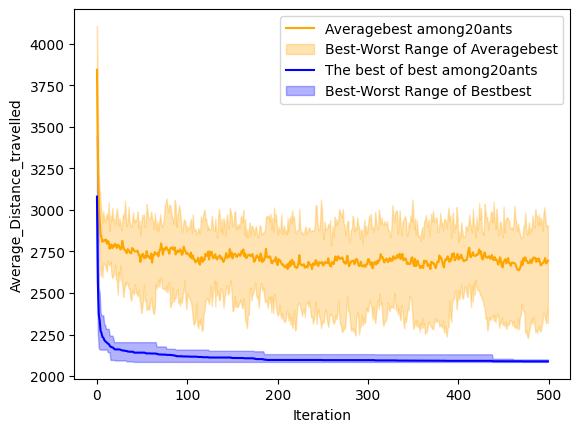 Averagebest among20ants
Best-Worst Range of Averagebest
The best of best among20ants
Best-Worst Range of Bestbest
Average_Distance_travelled
4000
3750
3500
3250
3000
2750
2500
2250
2000
0 100 200 300 400 500
Iteration